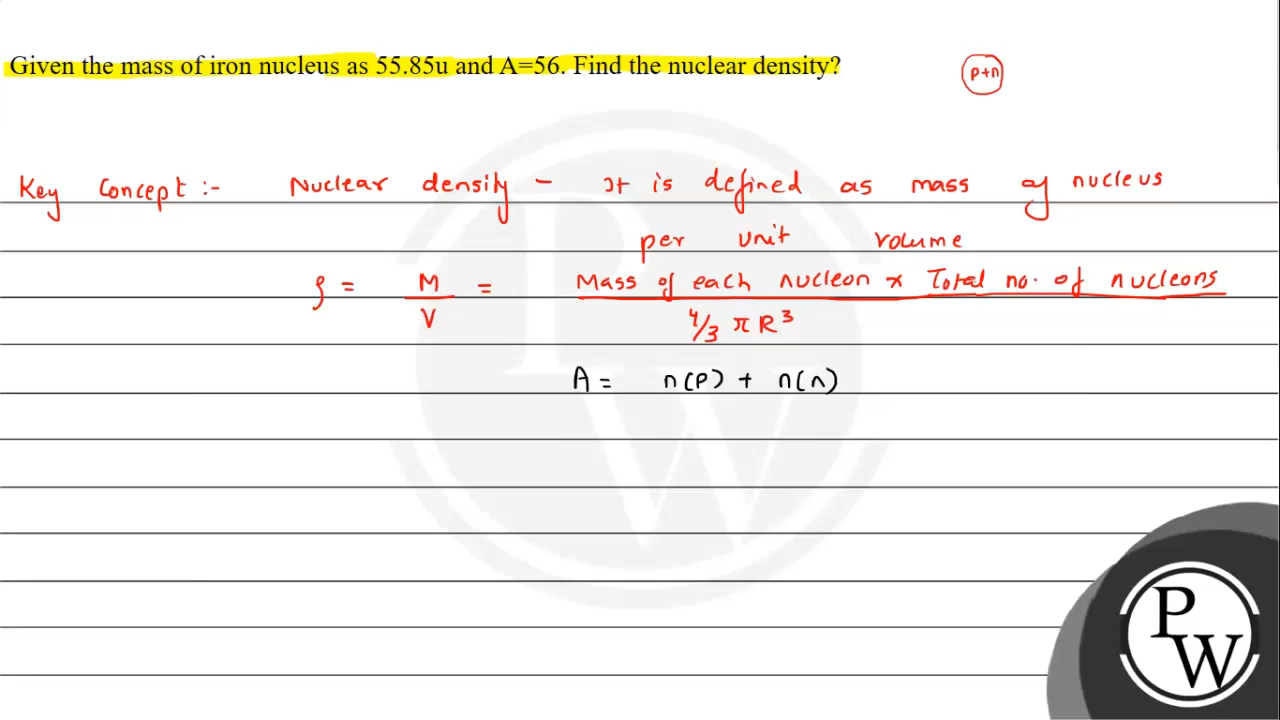 Given the mass of iron nucleus as 55.85u and A=56. Find the nuclear density?
p+n
Key Concept :- Nuclear density - It is defined as mass of nucleus
per unit volume
ρ = M/V = Mass of each nucleon x Total no. of nucleons / 4/3 π R³
A = n(p) + n(n)
PW